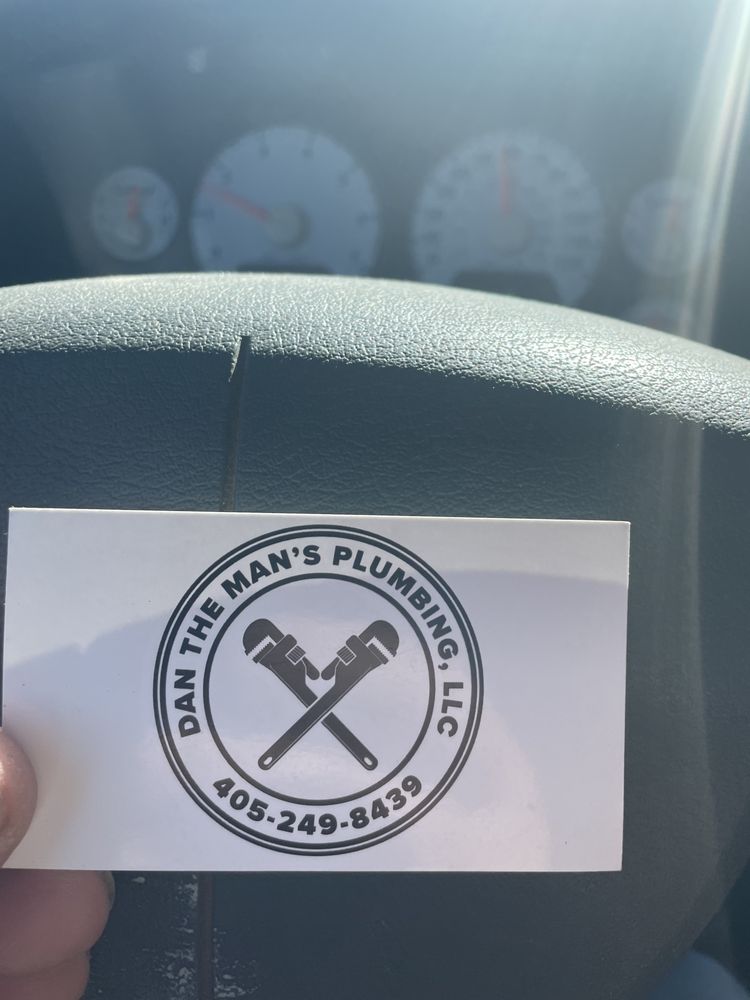 DAN THE MAN'S PLUMBING, LLC
405-249-8439